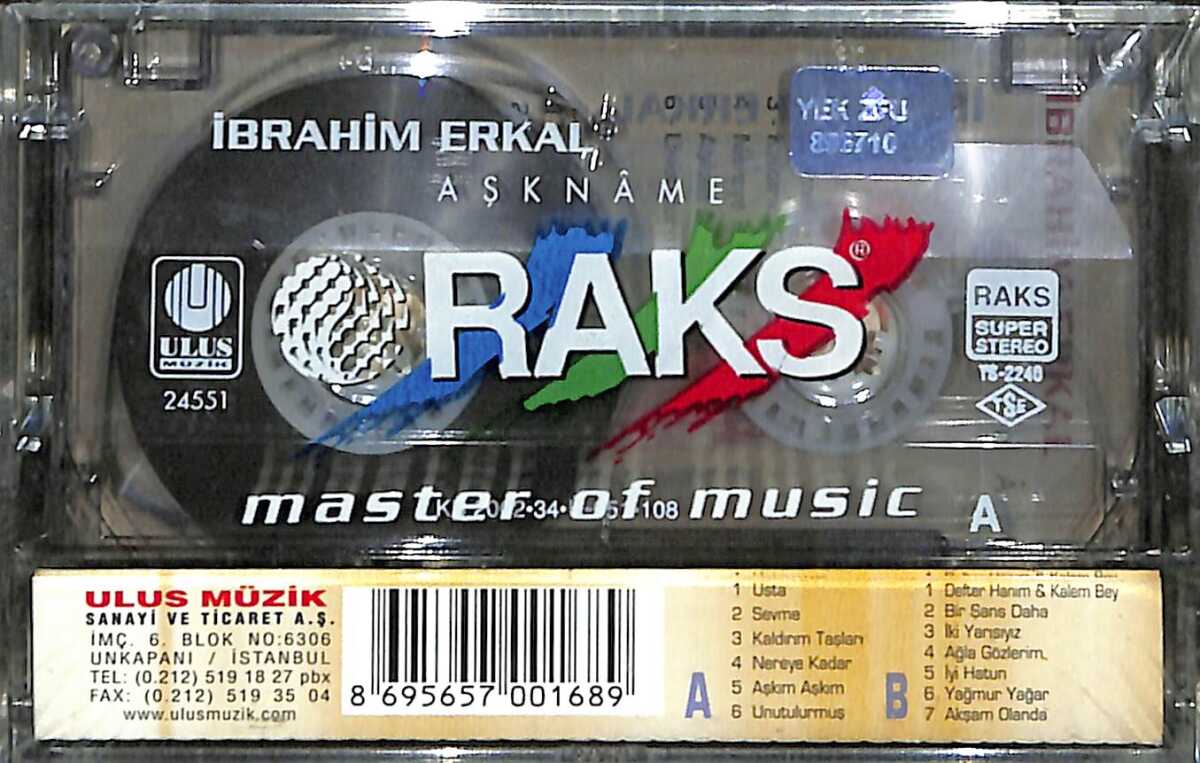 İBRAHİM ERKAL
AŞKNÂME
ULUS
MÜZİK
24551
RAKS®
RAKS
SUPER
STEREO
TS-2240
TSE
master of music
A
ULUS MÜZİK
SANAYİ VE TİCARET A.Ş.
İMÇ. 6. BLOK NO:6306
UNKAPANI / İSTANBUL
TEL: (0.212) 519 18 27 pbx
FAX: (0.212) 519 35 04
www.ulusmuzik.com
8 695657 001689
A
1 Usta
2 Sevme
3 Kaldırım Taşları
4 Nereye Kadar
5 Aşkım Aşkım
6 Unutulurmuş
B
1 Defter Hanım & Kalem Bey
2 Bir Şans Daha
3 İki Yarısıyız
4 Ağla Gözlerim
5 İyi Hatun
6 Yağmur Yağar
7 Akşam Olanda